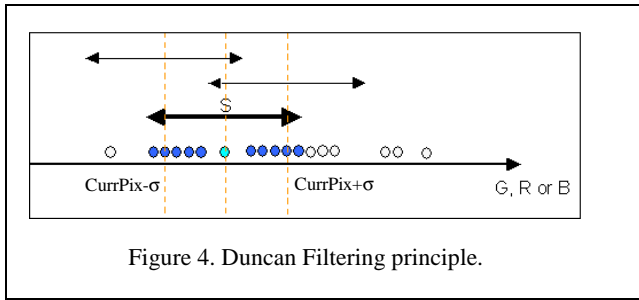 S
CurrPix-σ CurrPix+σ
G, R or B
Figure 4. Duncan Filtering principle.